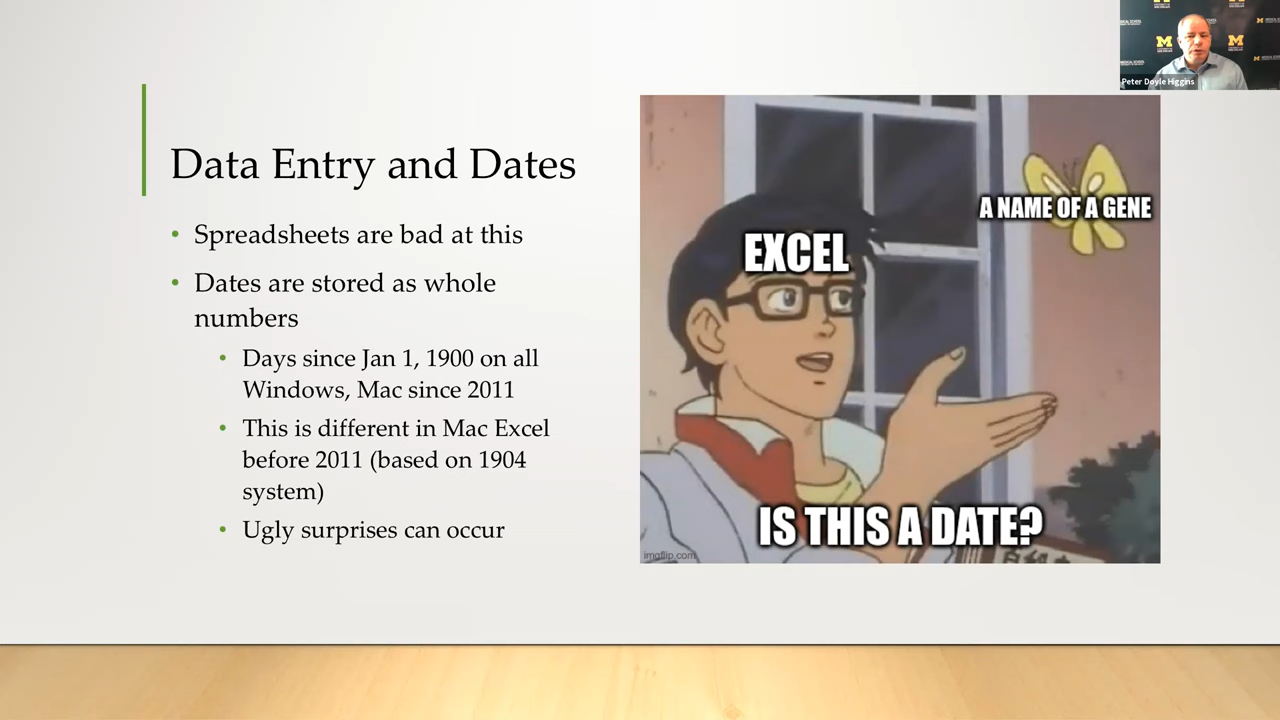 Peter Doyle Higgins
Data Entry and Dates
• Spreadsheets are bad at this
• Dates are stored as whole
numbers
• Days since Jan 1, 1900 on all
Windows, Mac since 2011
• This is different in Mac Excel
before 2011 (based on 1904
system)
• Ugly surprises can occur
A NAME OF A GENE
EXCEL
IS THIS A DATE?
imgflip.com